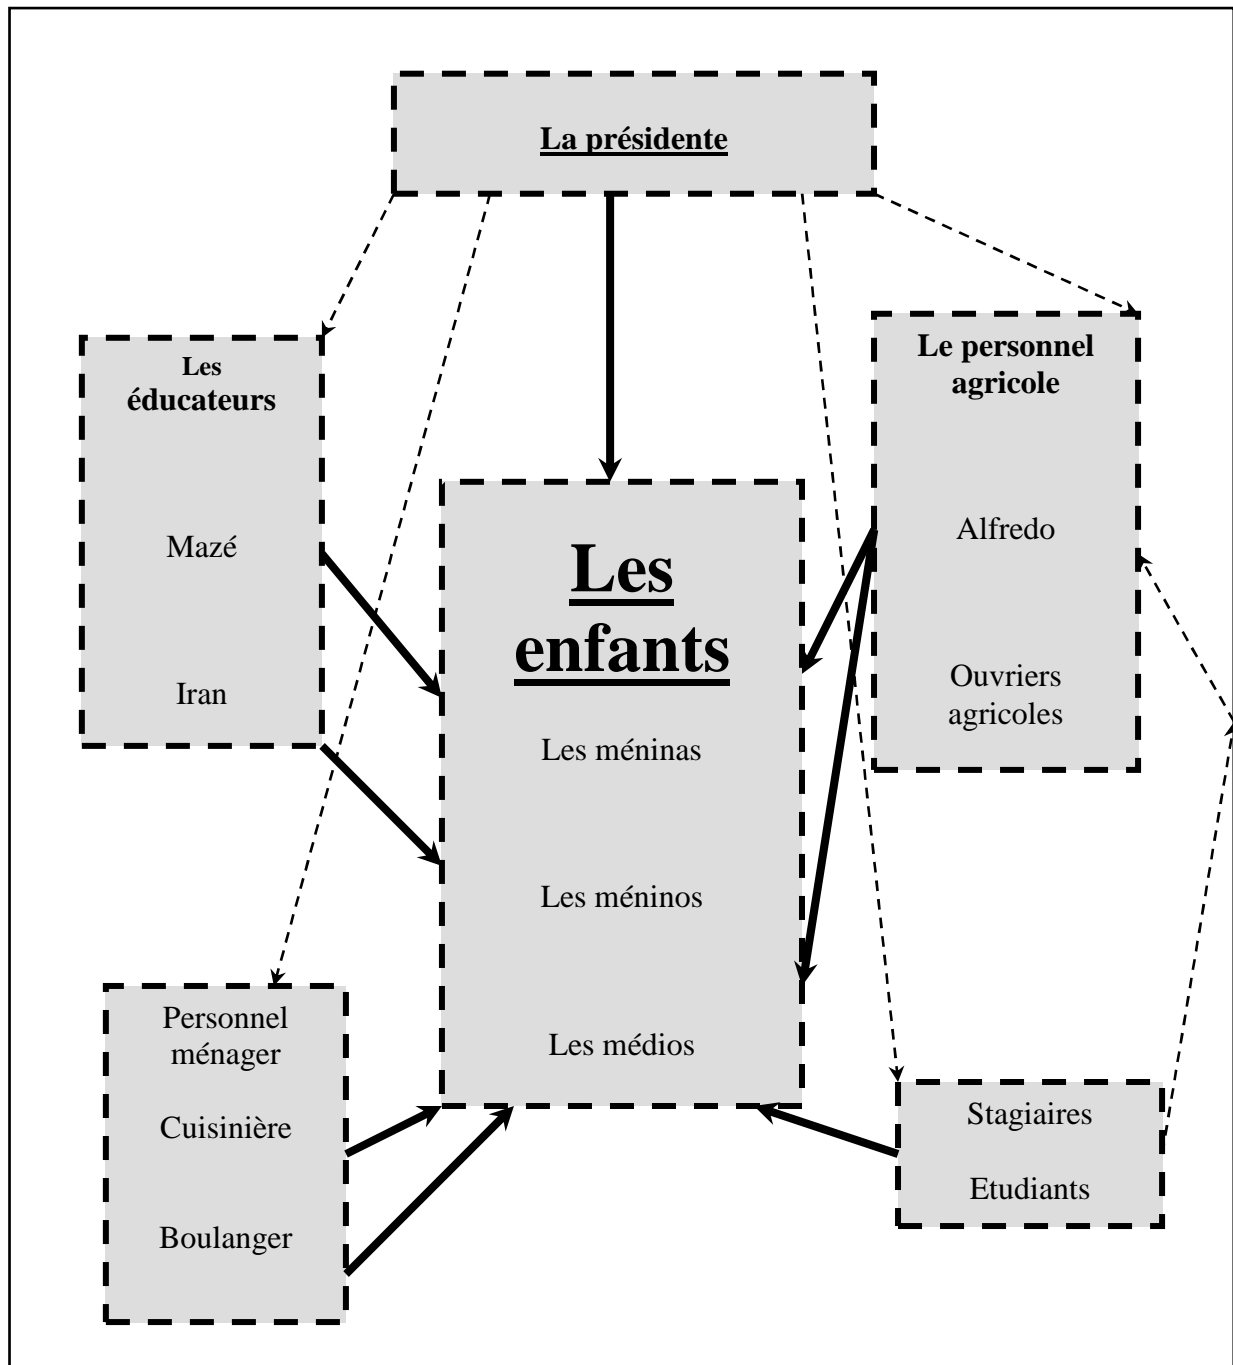 La présidente
Les
éducateurs
Mazé
Iran
Le personnel
agricole
Alfredo
Ouvriers
agricoles
Les
enfants
Les méninas
Les méninos
Les médios
Personnel
ménager
Cuisinière
Boulanger
Stagiaires
Etudiants